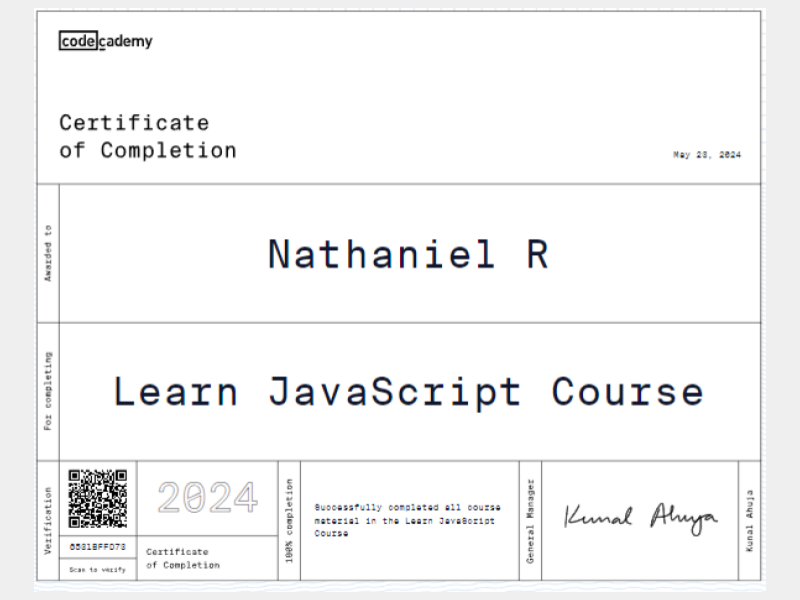 codecademy
Certificate
of Completion
May 23, 2024
Awarded to
Nathaniel R
For completing
Learn JavaScript Course
Verification
Scan to verify
2024
Certificate
of Completion
100% completion
Successfully completed all course
material in the Learn JavaScript
Course
General Manager
Kunal Ahuja
Kunal Ahuja